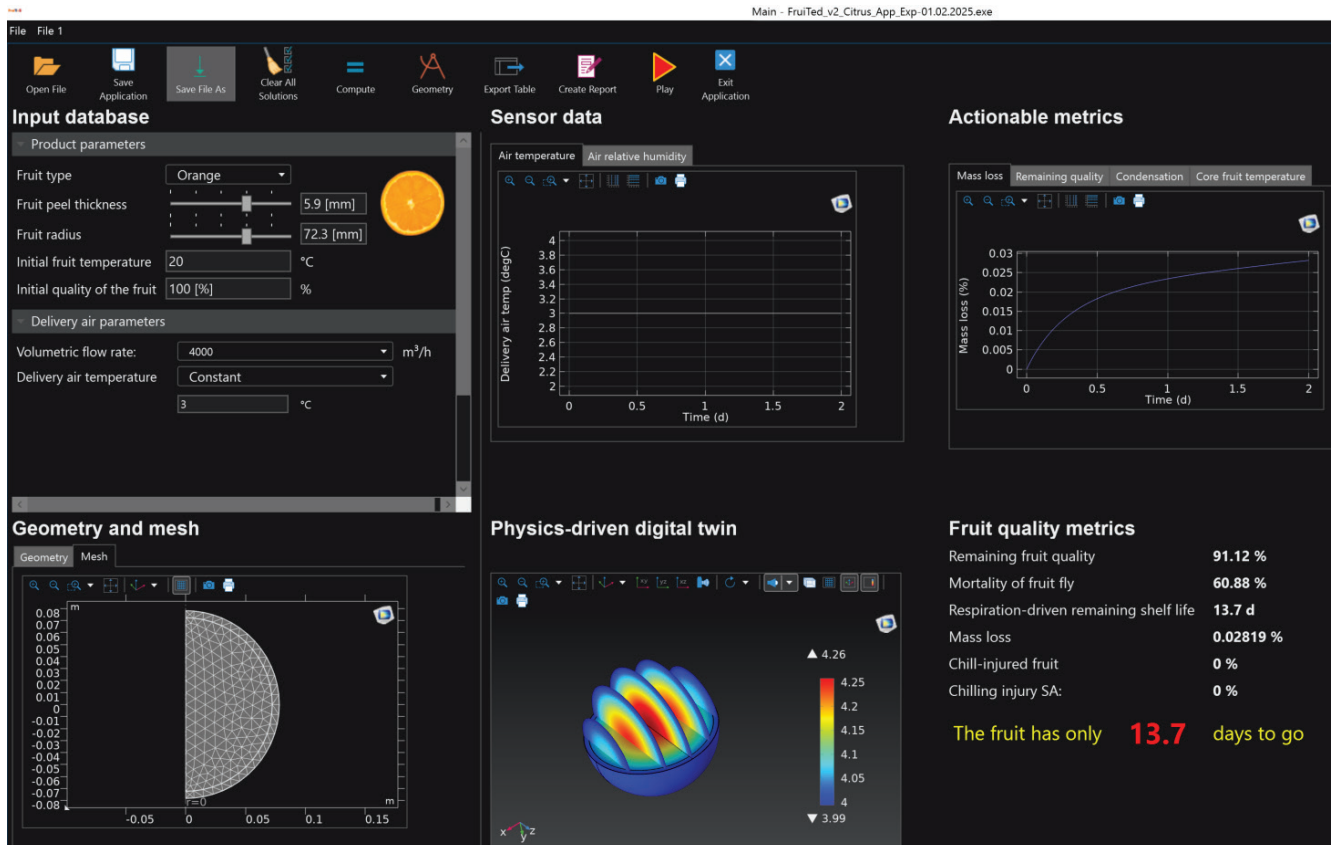 Main - FruiTed_v2_Citrus_App_Exp-01.02.2025.exe
File File 1
Open File
Save Application
Save File As
Clear All Solutions
Compute
Geometry
Export Table
Create Report
Play
Exit Application
Input database
Product parameters
Fruit type Orange
Fruit peel thickness 5.9 [mm]
Fruit radius 72.3 [mm]
Initial fruit temperature 20 °C
Initial quality of the fruit 100 [%] %
Delivery air parameters
Volumetric flow rate: 4000 m³/h
Delivery air temperature Constant
3 °C
Sensor data
Air temperature Air relative humidity
Delivery air temp (degC)
4
3.8
3.6
3.4
3.2
3
2.8
2.6
2.4
2.2
2
0 0.5 1 1.5 2
Time (d)
Actionable metrics
Mass loss Remaining quality Condensation Core fruit temperature
Mass loss (%)
0.03
0.025
0.02
0.015
0.01
0.005
0
0 0.5 1 1.5 2
Time (d)
Geometry and mesh
Geometry Mesh
m
0.08
0.07
0.06
0.05
0.04
0.03
0.02
0.01
0
-0.01
-0.02
-0.03
-0.04
-0.05
-0.06
-0.07
-0.08
r=0
m
-0.05 0 0.05 0.1 0.15
Physics-driven digital twin
xy yz xz
▲ 4.26
4.25
4.2
4.15
4.1
4.05
4
▼ 3.99
x y z
Fruit quality metrics
Remaining fruit quality 91.12 %
Mortality of fruit fly 60.88 %
Respiration-driven remaining shelf life 13.7 d
Mass loss 0.02819 %
Chill-injured fruit 0 %
Chilling injury SA: 0 %
The fruit has only 13.7 days to go